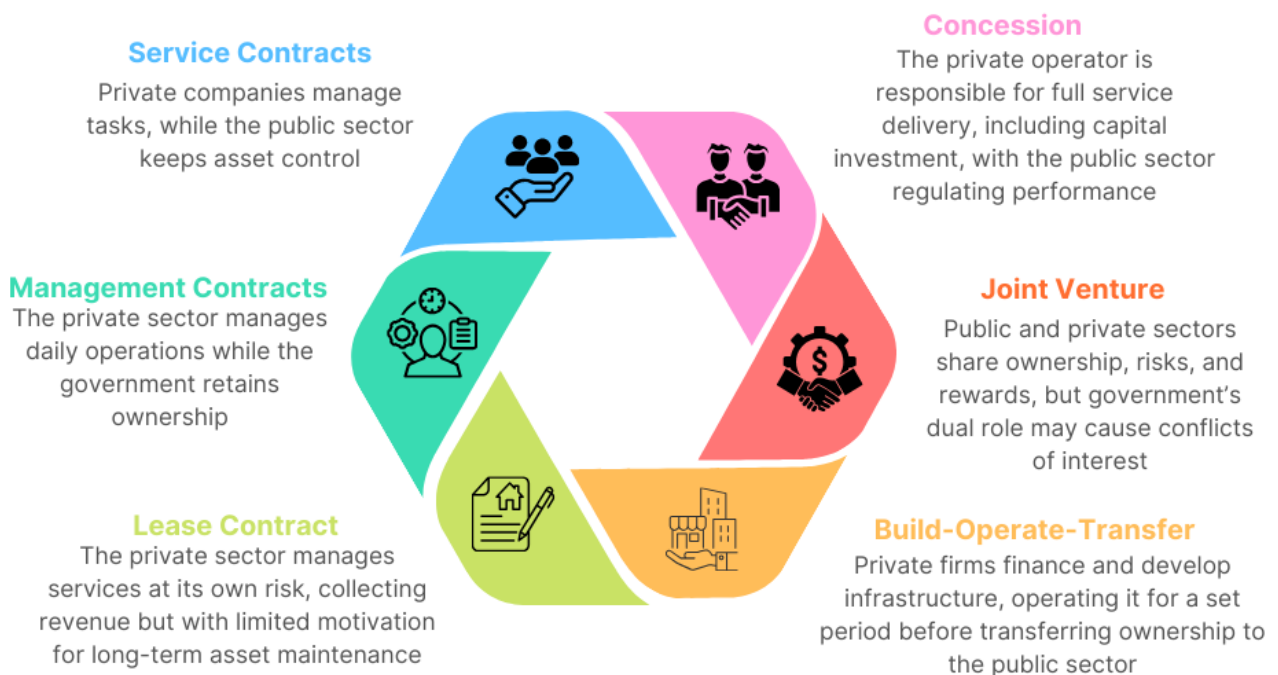 Service Contracts
Private companies manage
tasks, while the public sector
keeps asset control
Concession
The private operator is
responsible for full service
delivery, including capital
investment, with the public sector
regulating performance
Management Contracts
The private sector manages
daily operations while the
government retains
ownership
Joint Venture
Public and private sectors
share ownership, risks, and
rewards, but government’s
dual role may cause conflicts
of interest
Lease Contract
The private sector manages
services at its own risk, collecting
revenue but with limited motivation
for long-term asset maintenance
Build-Operate-Transfer
Private firms finance and develop
infrastructure, operating it for a set
period before transferring ownership to
the public sector
$